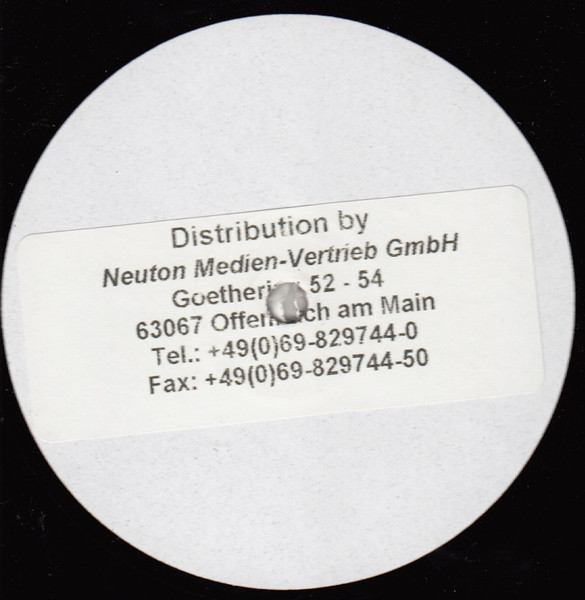 Distribution by
Neuton Medien-Vertrieb GmbH
52 - 54
63067 am Main
Tel.: +49(0)69-829744-0
Fax: +49(0)69-829744-50